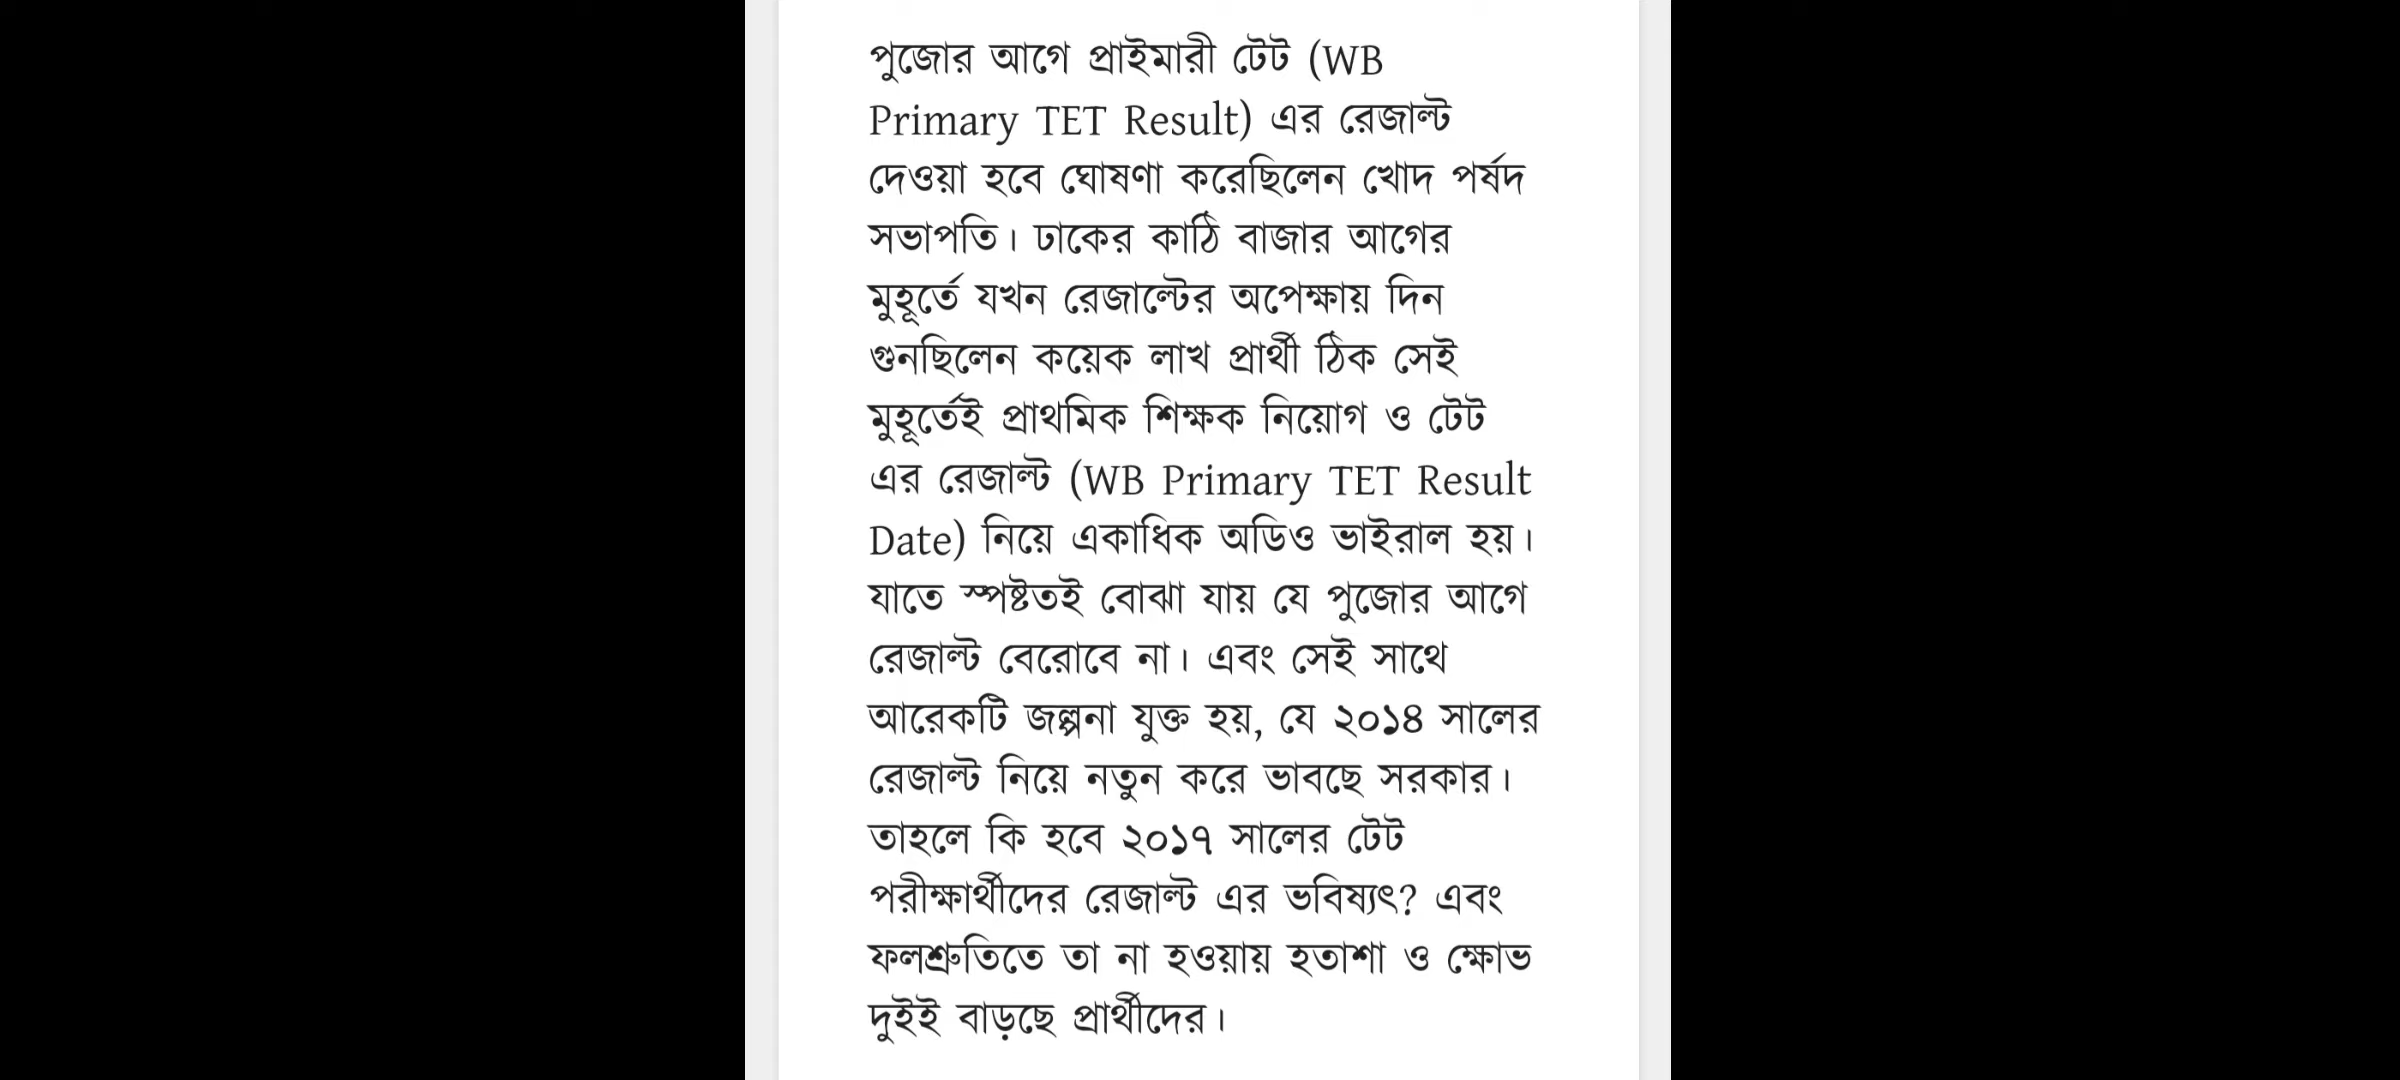 পুজোর আগে প্রাইমারী টেট (WB
Primary TET Result) এর রেজাল্ট
দেওয়া হবে ঘোষণা করেছিলেন খোদ পর্ষদ
সভাপতি। ঢাকের কাঠি বাজার আগের
মুহূর্তে যখন রেজাল্টের অপেক্ষায় দিন
গুনছিলেন কয়েক লাখ প্রার্থী ঠিক সেই
মুহূর্তেই প্রাথমিক শিক্ষক নিয়োগ ও টেট
এর রেজাল্ট (WB Primary TET Result
Date) নিয়ে একাধিক অডিও ভাইরাল হয়।
যাতে স্পষ্টতই বোঝা যায় যে পুজোর আগে
রেজাল্ট বেরোবে না। এবং সেই সাথে
আরেকটি জল্পনা যুক্ত হয়, যে ২০১৪ সালের
রেজাল্ট নিয়ে নতুন করে ভাবছে সরকার।
তাহলে কি হবে ২০১৭ সালের টেট
পরীক্ষার্থীদের রেজাল্ট এর ভবিষ্যৎ? এবং
ফলশ্রুতিতে তা না হওয়ায় হতাশা ও ক্ষোভ
দুইই বাড়ছে প্রার্থীদের।